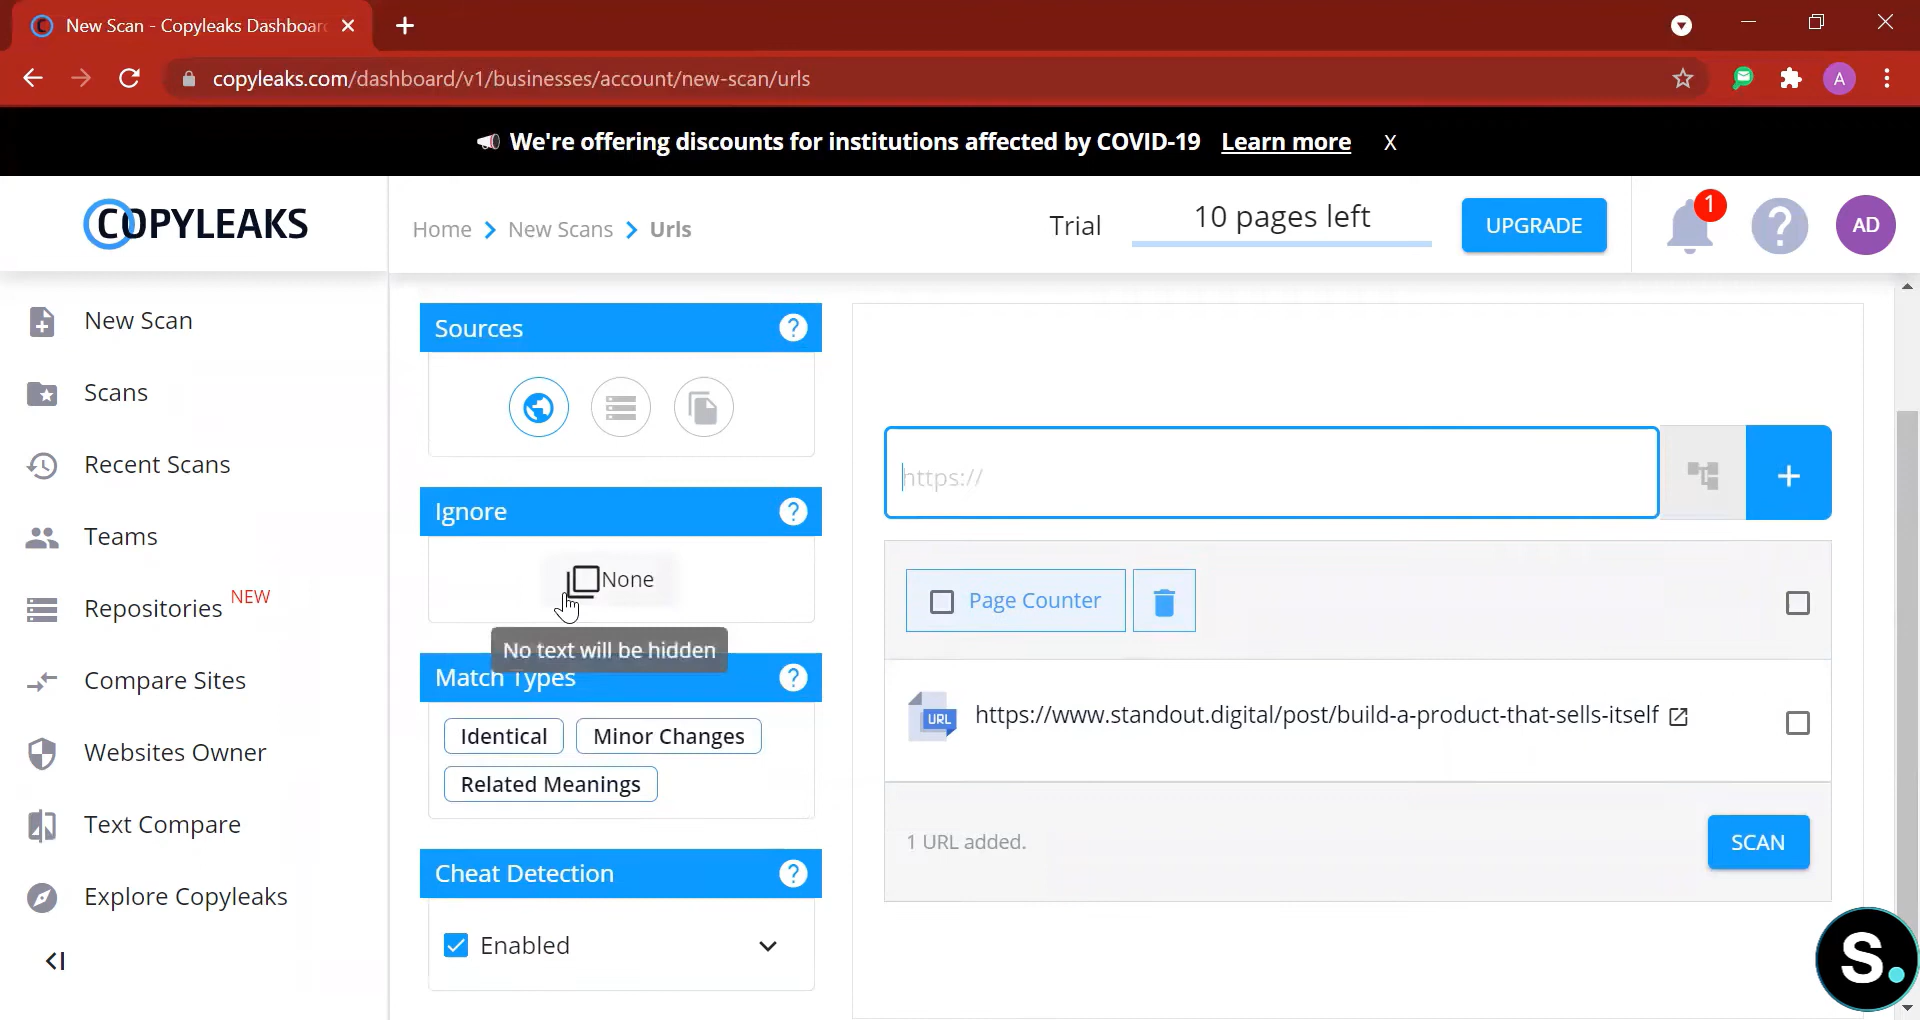 New Scan - Copyleaks Dashboar
copyleaks.com/dashboard/v1/businesses/account/new-scan/urls
A
We're offering discounts for institutions affected by COVID-19 Learn more X
COPYLEAKS
Home > New Scans > Urls
Trial
10 pages left
UPGRADE
1
?
AD
New Scan
Scans
Recent Scans
Teams
Repositories NEW
Compare Sites
Websites Owner
Text Compare
Explore Copyleaks
Sources ?
Ignore ?
None
No text will be hidden
Match Types ?
Identical
Minor Changes
Related Meanings
Cheat Detection ?
Enabled
https://
+
Page Counter
URL
https://www.standout.digital/post/build-a-product-that-sells-itself
1 URL added.
SCAN
S.